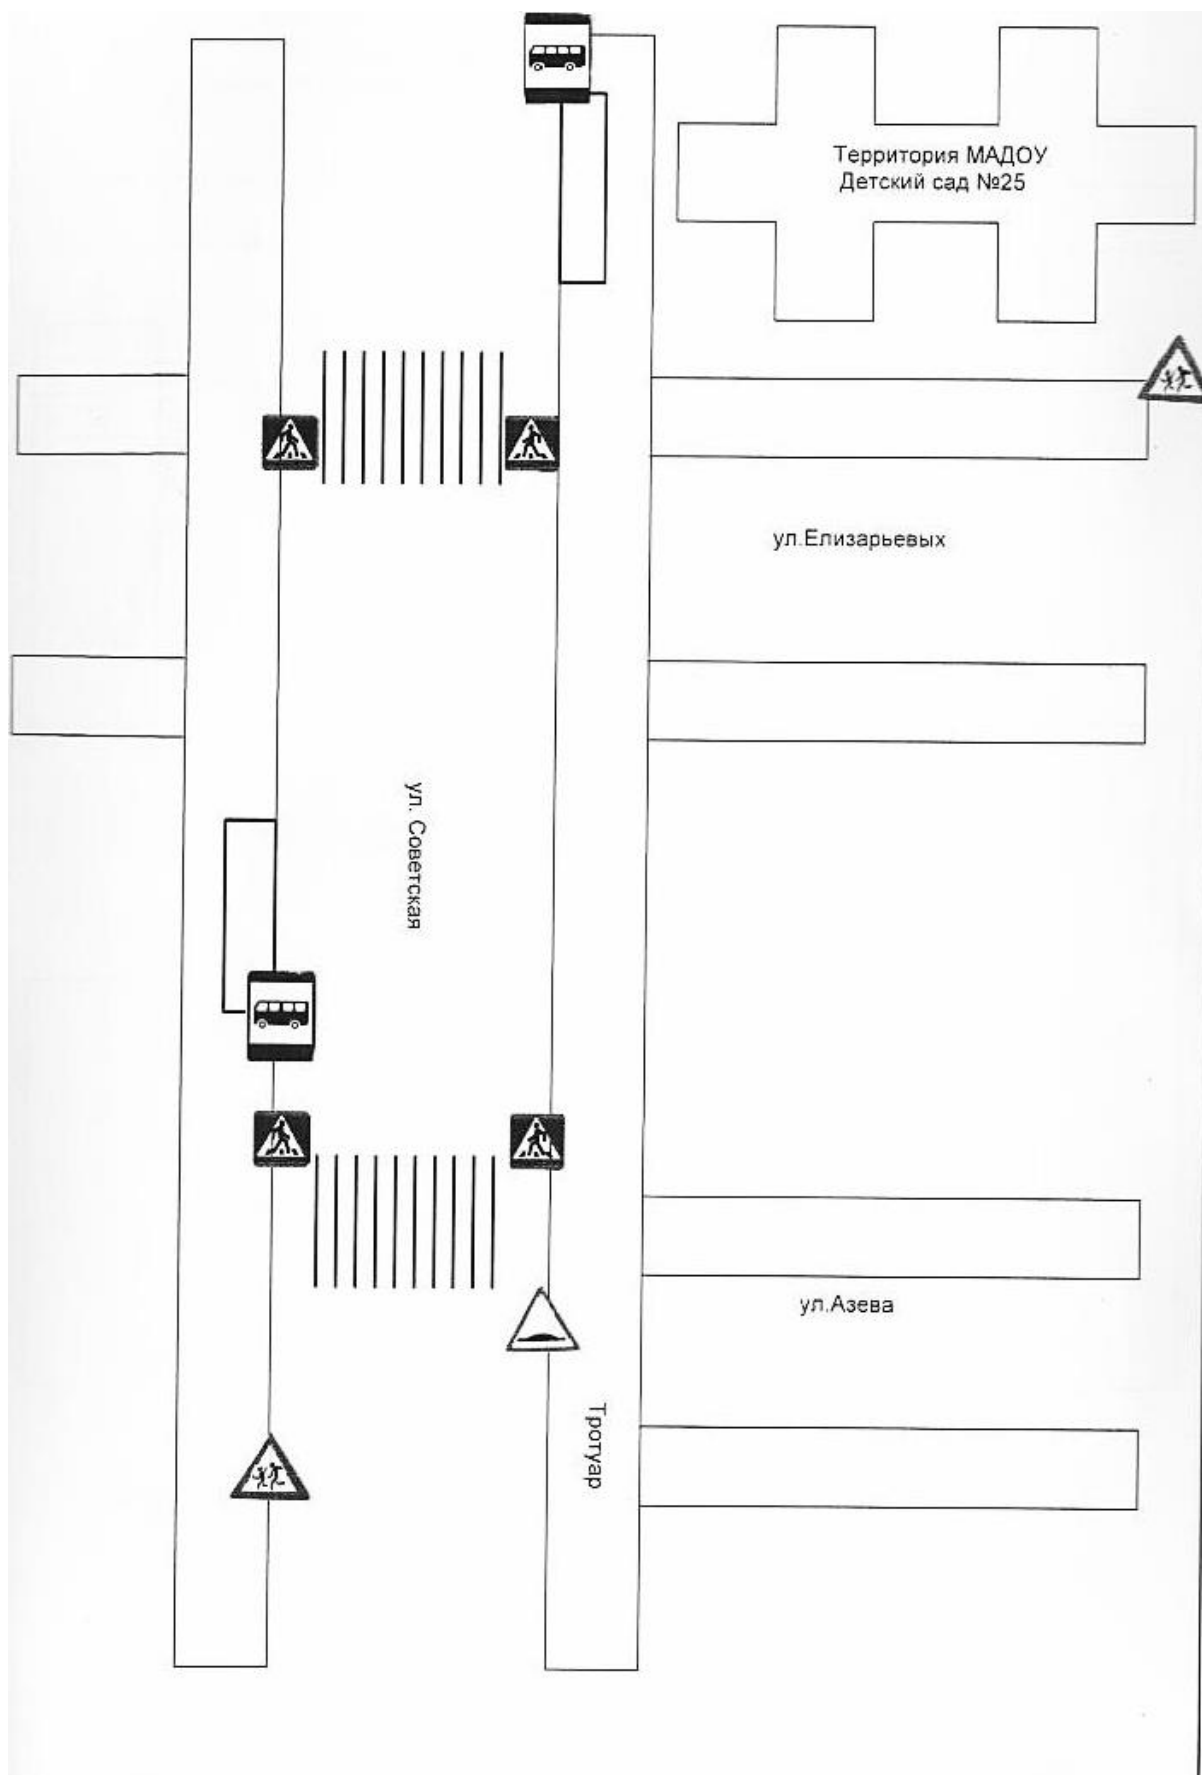 Территория МАДОУ
Детский сад №25
ул.Елизарьевых
ул. Советская
ул.Азева
Тротуар